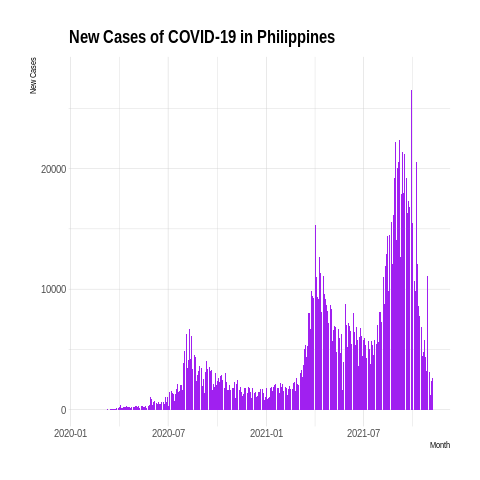 New Cases of COVID-19 in Philippines
New Cases
20000
10000
0
2020-01 2020-07 2021-01 2021-07
Month